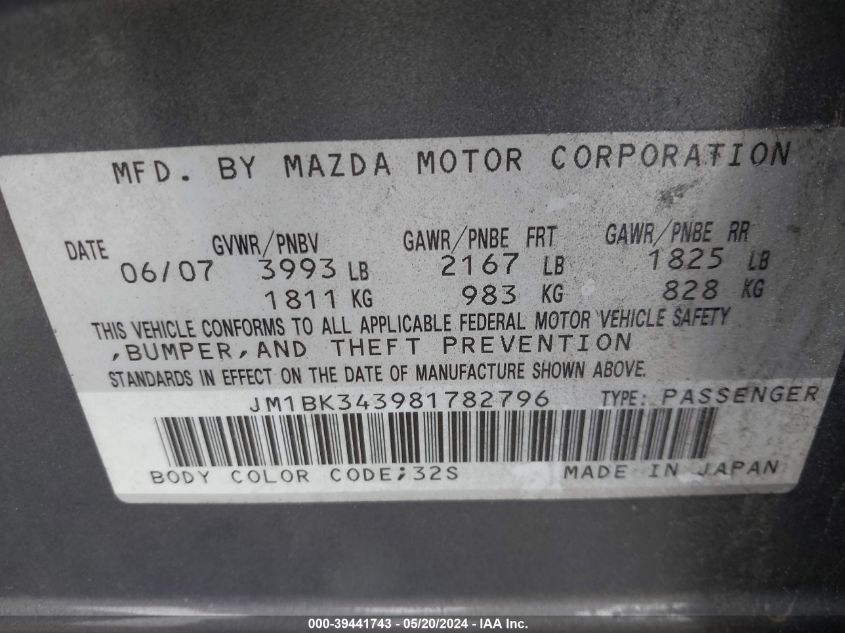 MFD. BY MAZDA MOTOR CORPORATION
DATE GVWR/PNBV GAWR/PNBE FRT GAWR/PNBE RR
06/07 3993 LB 2167 LB 1825 LB
1811 KG 983 KG 828 KG
THIS VEHICLE CONFORMS TO ALL APPLICABLE FEDERAL MOTOR VEHICLE SAFETY
,BUMPER,AND THEFT PREVENTION
STANDARDS IN EFFECT ON THE DATE OF MANUFACTURE SHOWN ABOVE.
JM1BK343981782796 TYPE: PASSENGER
BODY COLOR CODE;32S MADE IN JAPAN
000-39441743 - 05/20/2024 - IAA Inc.